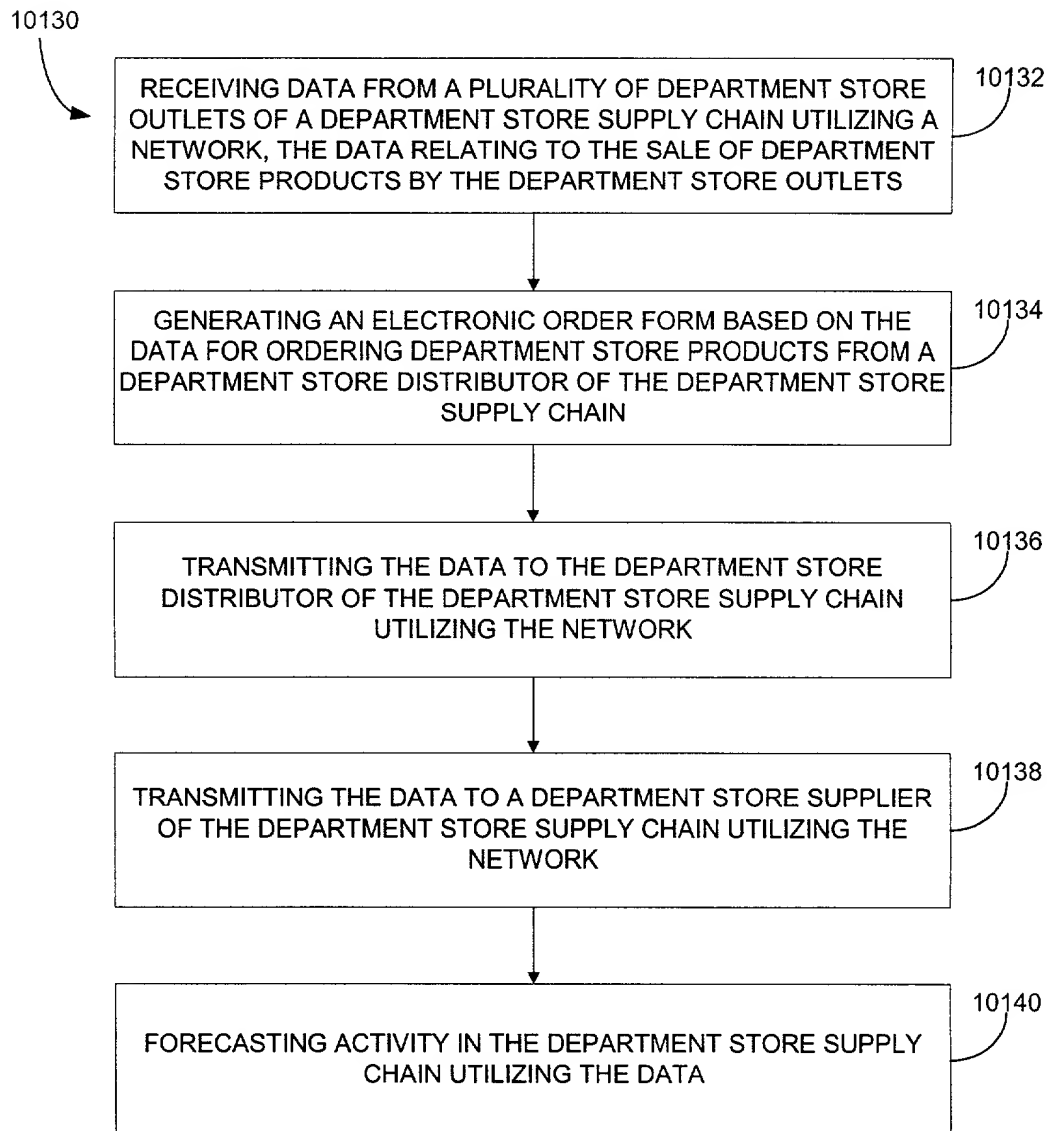 10130
10132
RECEIVING DATA FROM A PLURALITY OF DEPARTMENT STORE
OUTLETS OF A DEPARTMENT STORE SUPPLY CHAIN UTILIZING A
NETWORK, THE DATA RELATING TO THE SALE OF DEPARTMENT
STORE PRODUCTS BY THE DEPARTMENT STORE OUTLETS
10134
GENERATING AN ELECTRONIC ORDER FORM BASED ON THE
DATA FOR ORDERING DEPARTMENT STORE PRODUCTS FROM A
DEPARTMENT STORE DISTRIBUTOR OF THE DEPARTMENT STORE
SUPPLY CHAIN
10136
TRANSMITTING THE DATA TO THE DEPARTMENT STORE
DISTRIBUTOR OF THE DEPARTMENT STORE SUPPLY CHAIN
UTILIZING THE NETWORK
10138
TRANSMITTING THE DATA TO A DEPARTMENT STORE SUPPLIER
OF THE DEPARTMENT STORE SUPPLY CHAIN UTILIZING THE
NETWORK
10140
FORECASTING ACTIVITY IN THE DEPARTMENT STORE SUPPLY
CHAIN UTILIZING THE DATA